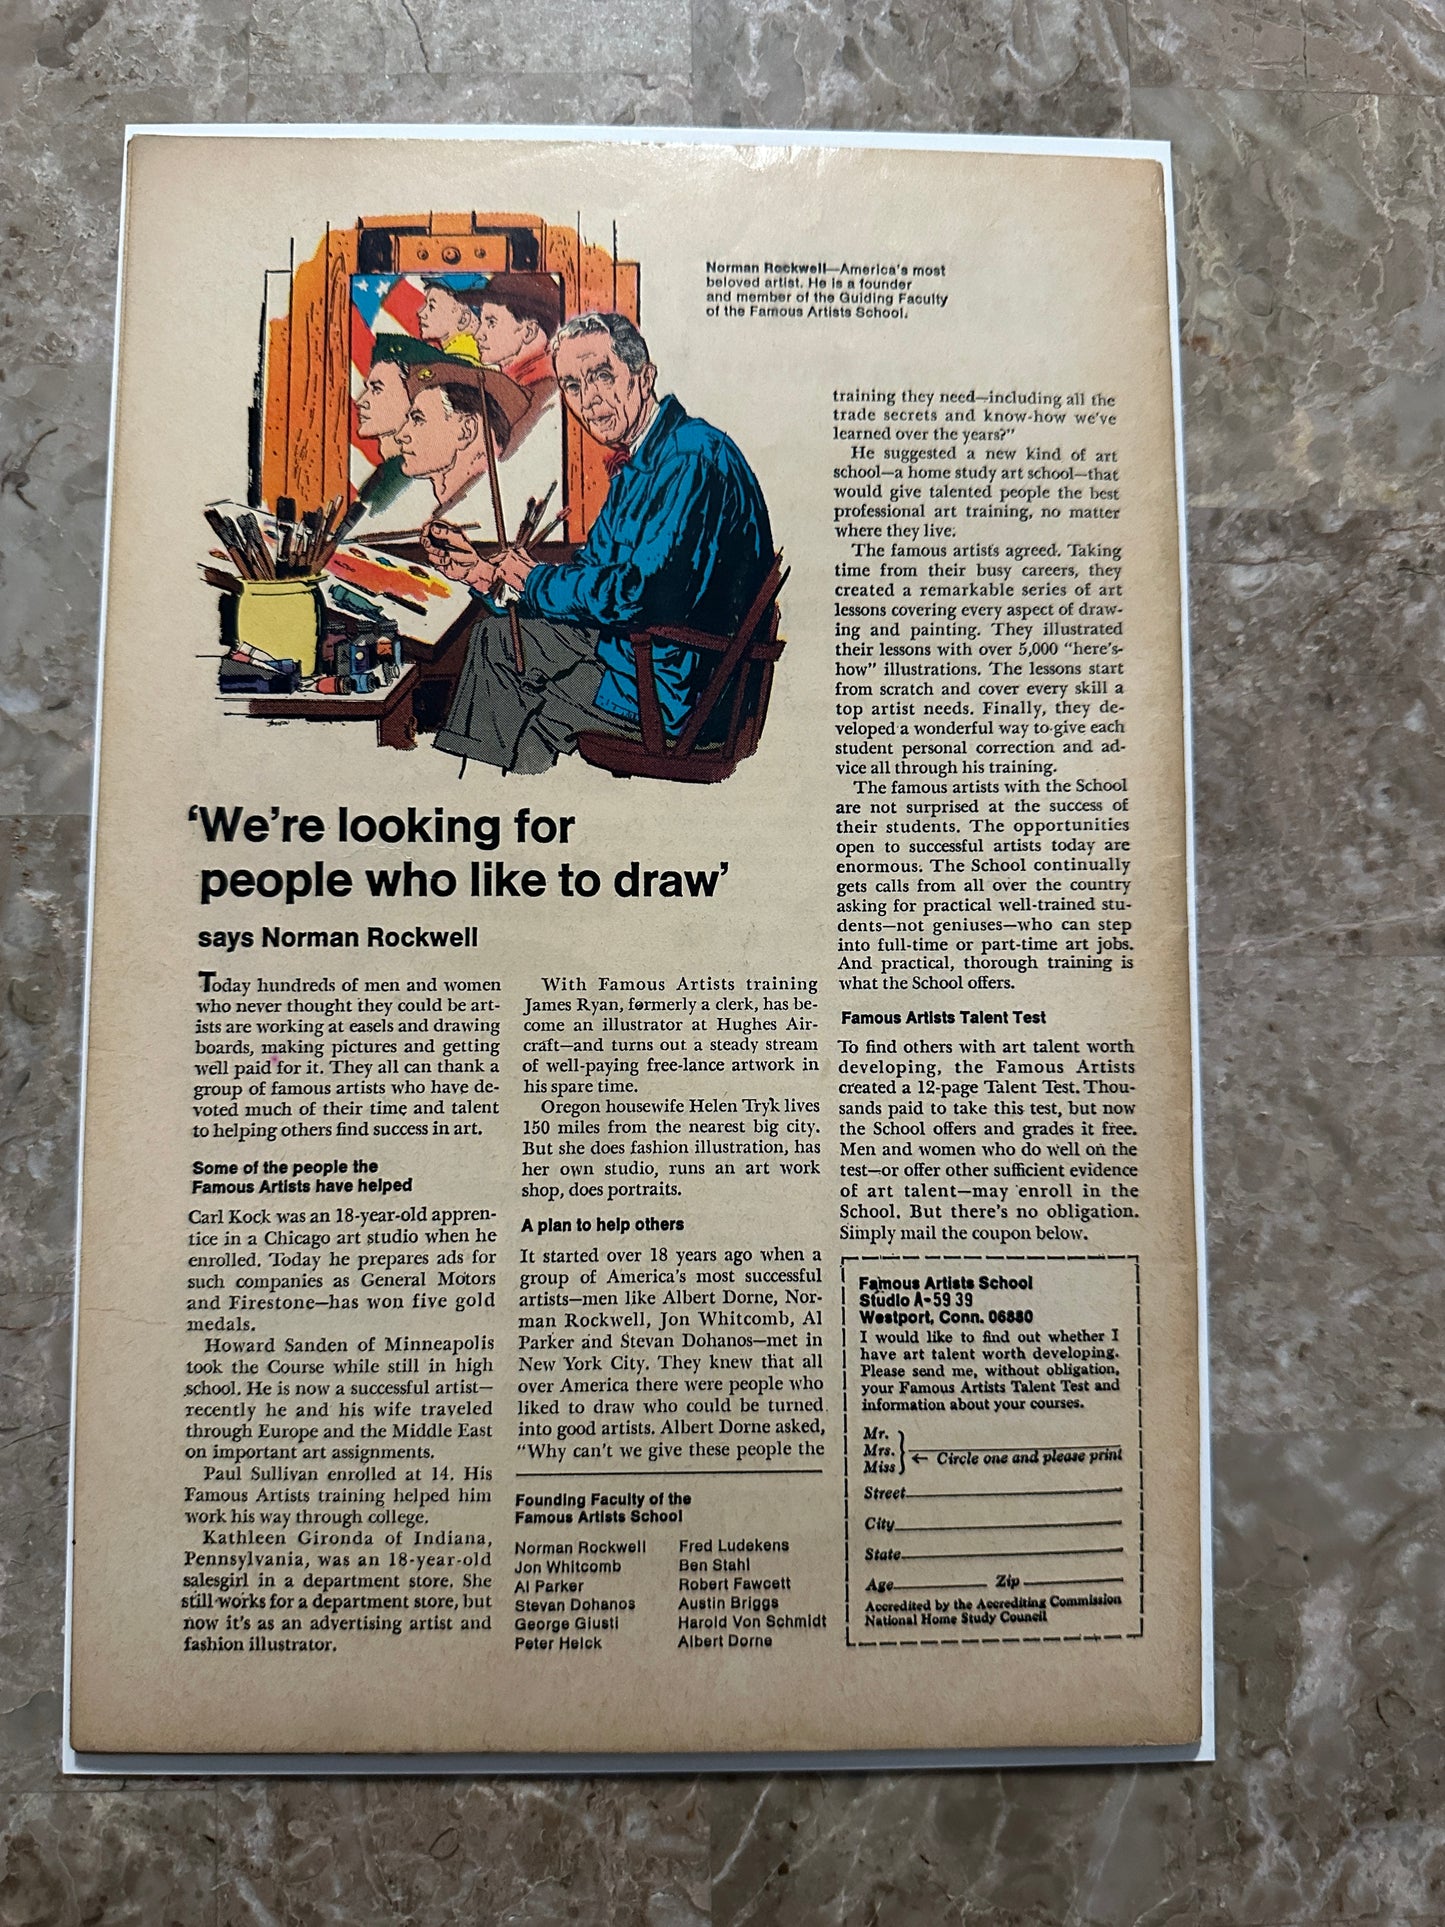 Norman Rockwell—America's most
beloved artist. He is a founder
and member of the Guiding Faculty
of the Famous Artists School.
'We're looking for
people who like to draw'
says Norman Rockwell
Today hundreds of men and women
who never thought they could be art-
ists are working at easels and drawing
boards, making pictures and getting
well paid for it. They all can thank a
group of famous artists who have de-
voted much of their time and talent
to helping others find success in art.
Some of the people the
Famous Artists have helped
Carl Kock was an 18-year-old appren-
tice in a Chicago art studio when he
enrolled. Today he prepares ads for
such companies as General Motors
and Firestone—has won five gold
medals.
Howard Sanden of Minneapolis
took the Course while still in high
school. He is now a successful artist—
recently he and his wife traveled
through Europe and the Middle East
on important art assignments.
Paul Sullivan enrolled at 14. His
Famous Artists training helped him
work his way through college.
Kathleen Gironda of Indiana,
Pennsylvania, was an 18-year-old
salesgirl in a department store. She
still works for a department store, but
now it's as an advertising artist and
fashion illustrator.
With Famous Artists training
James Ryan, formerly a clerk, has be-
come an illustrator at Hughes Air-
craft—and turns out a steady stream
of well-paying free-lance artwork in
his spare time.
Oregon housewife Helen Tryk lives
150 miles from the nearest big city.
But she does fashion illustration, has
her own studio, runs an art work
shop, does portraits.
A plan to help others
It started over 18 years ago when a
group of America's most successful
artists—men like Albert Dorne, Nor-
man Rockwell, Jon Whitcomb, Al
Parker and Stevan Dohanos—met in
New York City. They knew that all
over America there were people who
liked to draw who could be turned
into good artists. Albert Dorne asked,
"Why can't we give these people the
training they need—including all the
trade secrets and know-how we've
learned over the years?"
He suggested a new kind of art
school—a home study art school—that
would give talented people the best
professional art training, no matter
where they live.
The famous artists agreed. Taking
time from their busy careers, they
created a remarkable series of art
lessons covering every aspect of draw-
ing and painting. They illustrated
their lessons with over 5,000 "here's-
how" illustrations. The lessons start
from scratch and cover every skill a
top artist needs. Finally, they de-
veloped a wonderful way to give each
student personal correction and ad-
vice all through his training.
The famous artists with the School
are not surprised at the success of
their students. The opportunities
open to successful artists today are
enormous. The School continually
gets calls from all over the country
asking for practical well-trained stu-
dents—not geniuses—who can step
into full-time or part-time art jobs.
And practical, thorough training is
what the School offers.
Famous Artists Talent Test
To find others with art talent worth
developing, the Famous Artists
created a 12-page Talent Test. Thou-
sands paid to take this test, but now
the School offers and grades it free.
Men and women who do well on the
test—or offer other sufficient evidence
of art talent—may enroll in the
School. But there's no obligation.
Simply mail the coupon below.
Founding Faculty of the
Famous Artists School
Norman Rockwell
Jon Whitcomb
Al Parker
Stevan Dohanos
George Giusti
Peter Helck
Fred Ludekens
Ben Stahl
Robert Fawcett
Austin Briggs
Harold Von Schmidt
Albert Dorne
Famous Artists School
Studio A-59 39
Westport, Conn. 06880
I would like to find out whether I
have art talent worth developing.
Please send me, without obligation,
your Famous Artists Talent Test and
information about your courses.
Mr.
Mrs. ← Circle one and please print
Miss
Street
City
State
Age Zip
Accredited by the Accrediting Commission
National Home Study Council